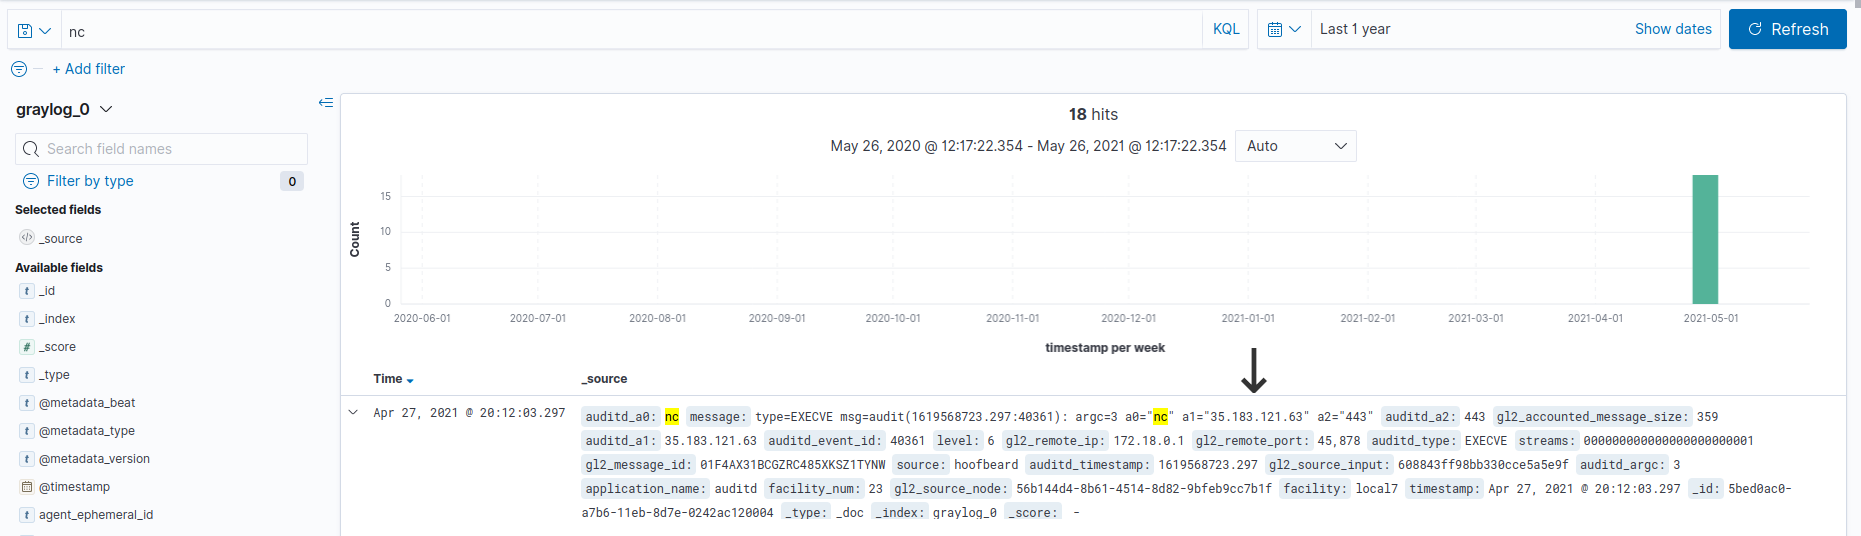 nc
KQL
Last 1 year
Show dates
Refresh
+ Add filter
graylog_0
Search field names
Filter by type
0
Selected fields
_source
Available fields
_id
_index
_score
_type
@metadata_beat
@metadata_type
@metadata_version
@timestamp
agent_ephemeral_id
18 hits
May 26, 2020 @ 12:17:22.354 - May 26, 2021 @ 12:17:22.354
Auto
Count
15
10
5
0
2020-06-01 2020-07-01 2020-08-01 2020-09-01 2020-10-01 2020-11-01 2020-12-01 2021-01-01 2021-02-01 2021-03-01 2021-04-01 2021-05-01
timestamp per week
Time _source
Apr 27, 2021 @ 20:12:03.297
auditd_a0: nc message: type=EXECVE msg=audit(1619568723.297:40361): argc=3 a0="nc" a1="35.183.121.63" a2="443" auditd_a2: 443 gl2_accounted_message_size: 359
auditd_a1: 35.183.121.63 auditd_event_id: 40361 level: 6 gl2_remote_ip: 172.18.0.1 gl2_remote_port: 45,878 auditd_type: EXECVE streams: 000000000000000000000001
gl2_message_id: 01F4AX31BCGZRC485XKSZ1TYNW source: hoofbeard auditd_timestamp: 1619568723.297 gl2_source_input: 608843ff98bb330cce5a5e9f auditd_argc: 3
application_name: auditd facility_num: 23 gl2_source_node: 56b144d4-8b61-4514-8d82-9bfeb9cc7b1f facility: local7 timestamp: Apr 27, 2021 @ 20:12:03.297 _id: 5bed0ac0-
a7b6-11eb-8d7e-0242ac120004 _type: _doc _index: graylog_0 _score: -